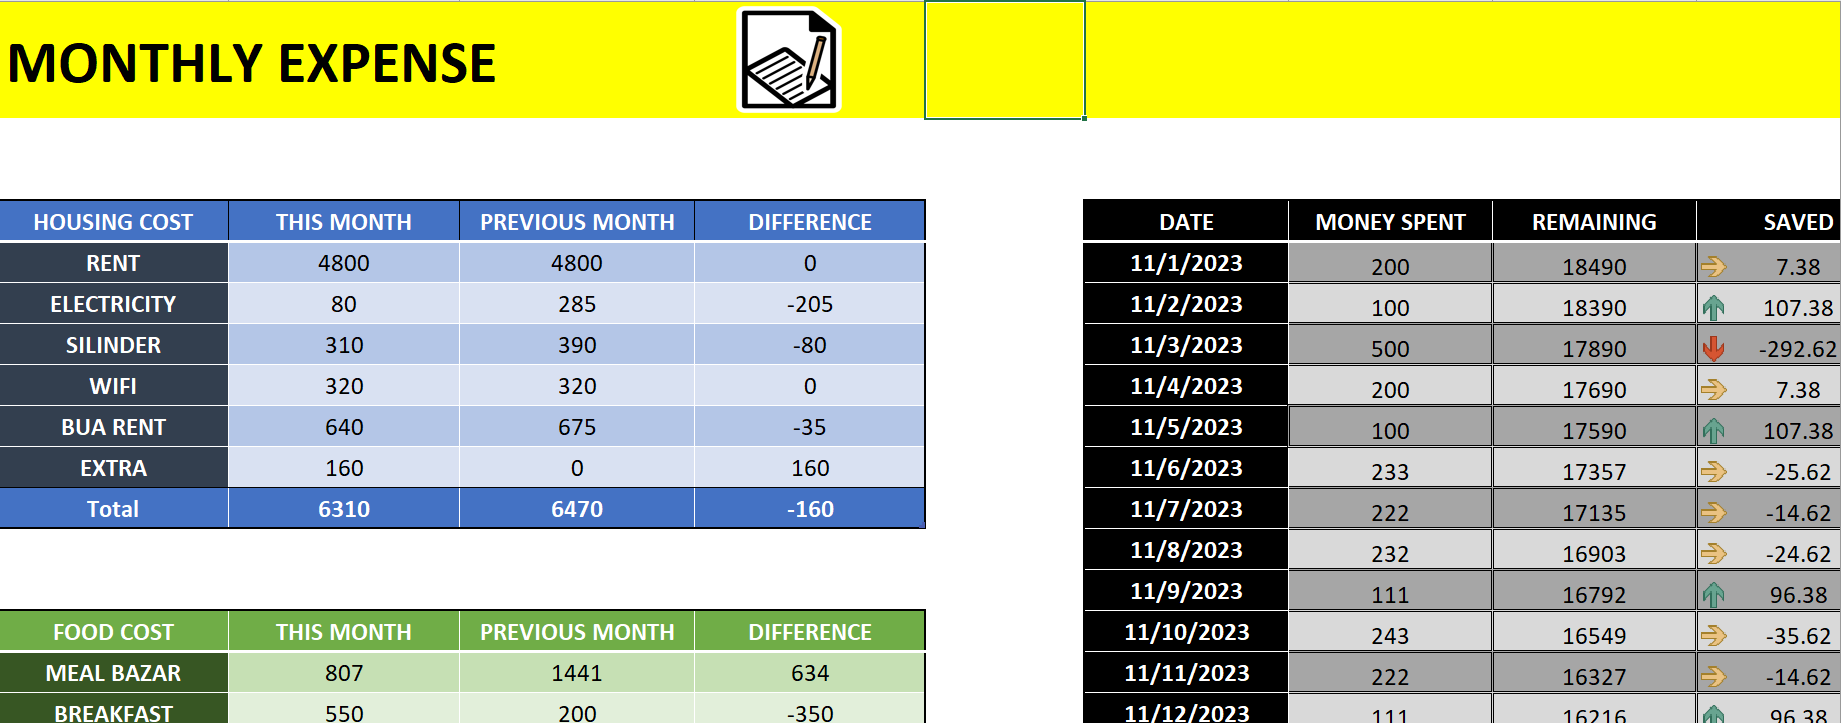 MONTHLY EXPENSE
HOUSING COST THIS MONTH PREVIOUS MONTH DIFFERENCE
RENT 4800 4800 0
ELECTRICITY 80 285 -205
SILINDER 310 390 -80
WIFI 320 320 0
BUA RENT 640 675 -35
EXTRA 160 0 160
Total 6310 6470 -160
FOOD COST THIS MONTH PREVIOUS MONTH DIFFERENCE
MEAL BAZAR 807 1441 634
BREAKFAST 550 200 -350
DATE MONEY SPENT REMAINING SAVED
11/1/2023 200 18490 7.38
11/2/2023 100 18390 107.38
11/3/2023 500 17890 -292.62
11/4/2023 200 17690 7.38
11/5/2023 100 17590 107.38
11/6/2023 233 17357 -25.62
11/7/2023 222 17135 -14.62
11/8/2023 232 16903 -24.62
11/9/2023 111 16792 96.38
11/10/2023 243 16549 -35.62
11/11/2023 222 16327 -14.62
11/12/2023 111 16216 96.38